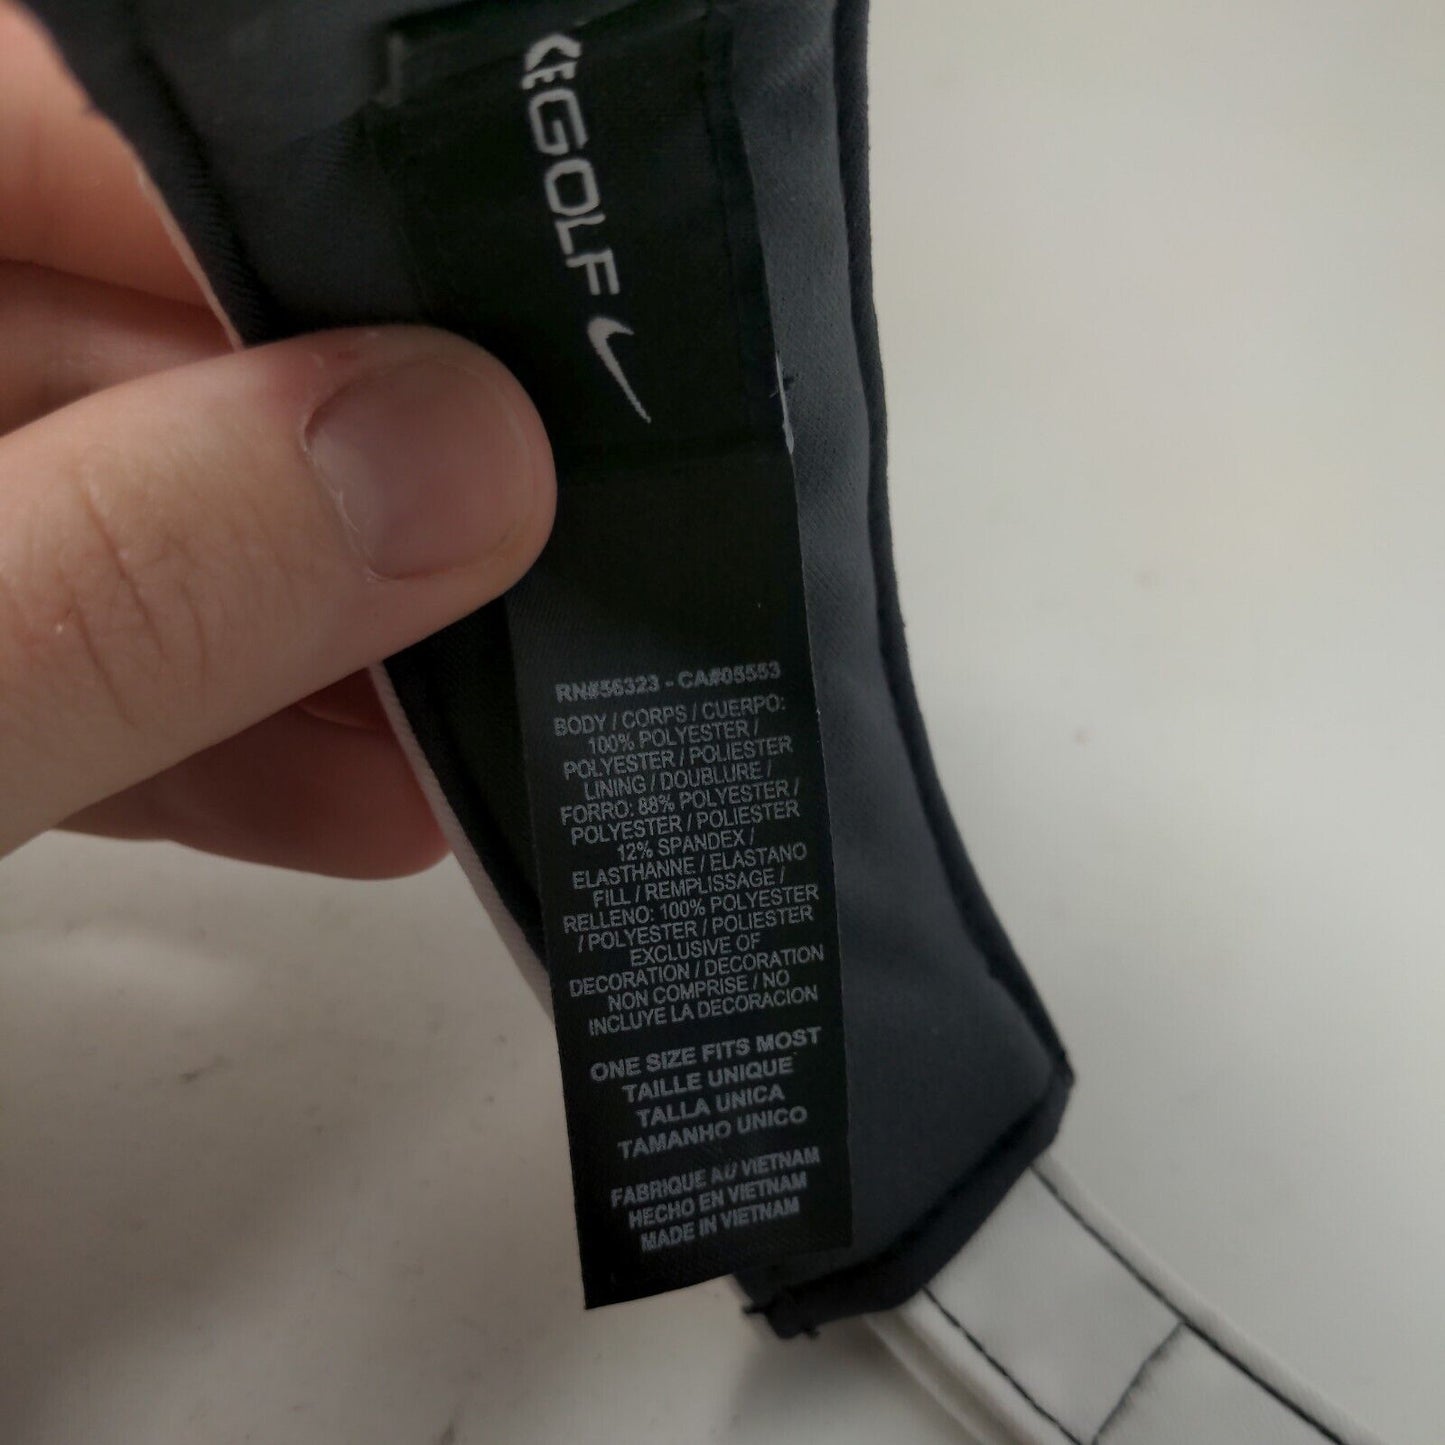 GOLF
RN#56323 - CA#05553
BODY / CORPS / CUERPO:
100% POLYESTER /
POLYESTER / POLIESTER
LINING / DOUBLURE /
FORRO: 88% POLYESTER /
POLYESTER / POLIESTER
12% SPANDEX /
ELASTHANNE / ELASTANO
FILL / REMPLISSAGE /
RELLENO: 100% POLYESTER
/ POLYESTER / POLIESTER
EXCLUSIVE OF
DECORATION / DECORATION
NON COMPRISE / NO
INCLUYE LA DECORACION
ONE SIZE FITS MOST
TAILLE UNIQUE
TALLA UNICA
TAMANHO UNICO
FABRIQUE AU VIETNAM
HECHO EN VIETNAM
MADE IN VIETNAM